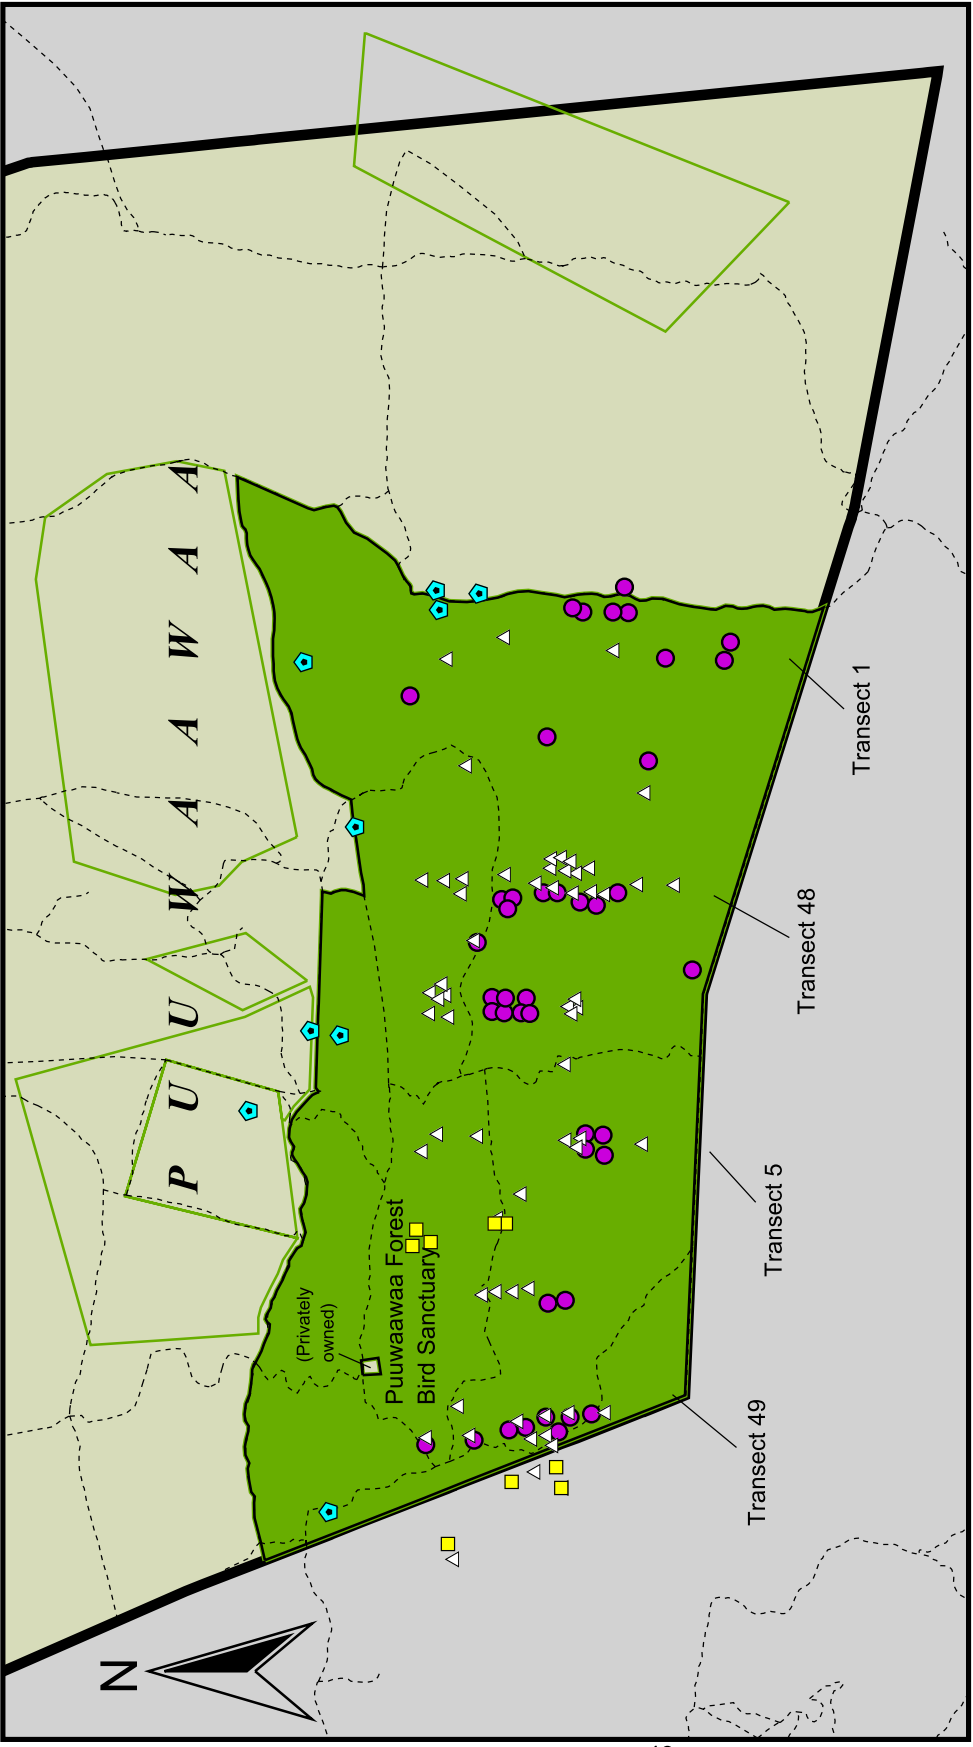 P U U W A A W A A
(Privately
owned)
Puuwaawaa Forest
Bird Sanctuary
Transect 49
Transect 5
Transect 48
Transect 1
N